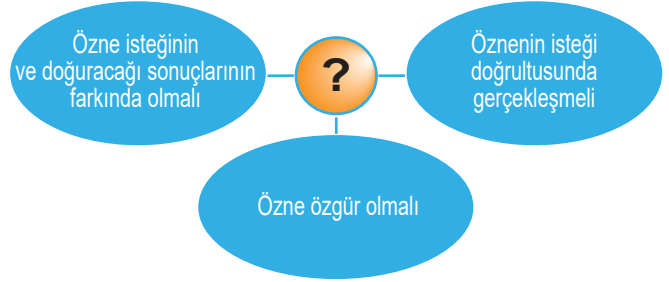 Özne isteğinin
ve doğuracağı sonuçlarının
farkında olmalı
?
Öznenin isteği
doğrultusunda
gerçekleşmeli
Özne özgür olmalı